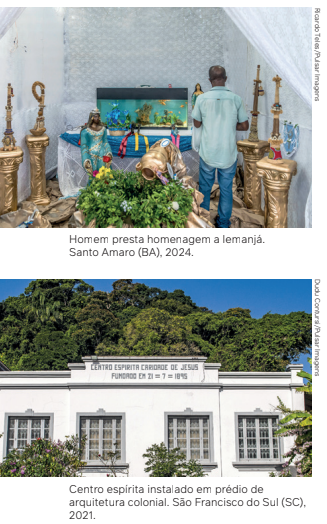 Ricardo Teles/Pulsar Imagens
Homem presta homenagem a Iemanjá.
Santo Amaro (BA), 2024.
Dudu Contursi/Pulsar Imagens
CENTRO ESPIRITA CARIDADE DE JESUS
FUNDADO EM 21 = 7 = 1895
Centro espírita instalado em prédio de
arquitetura colonial. São Francisco do Sul (SC),
2021.